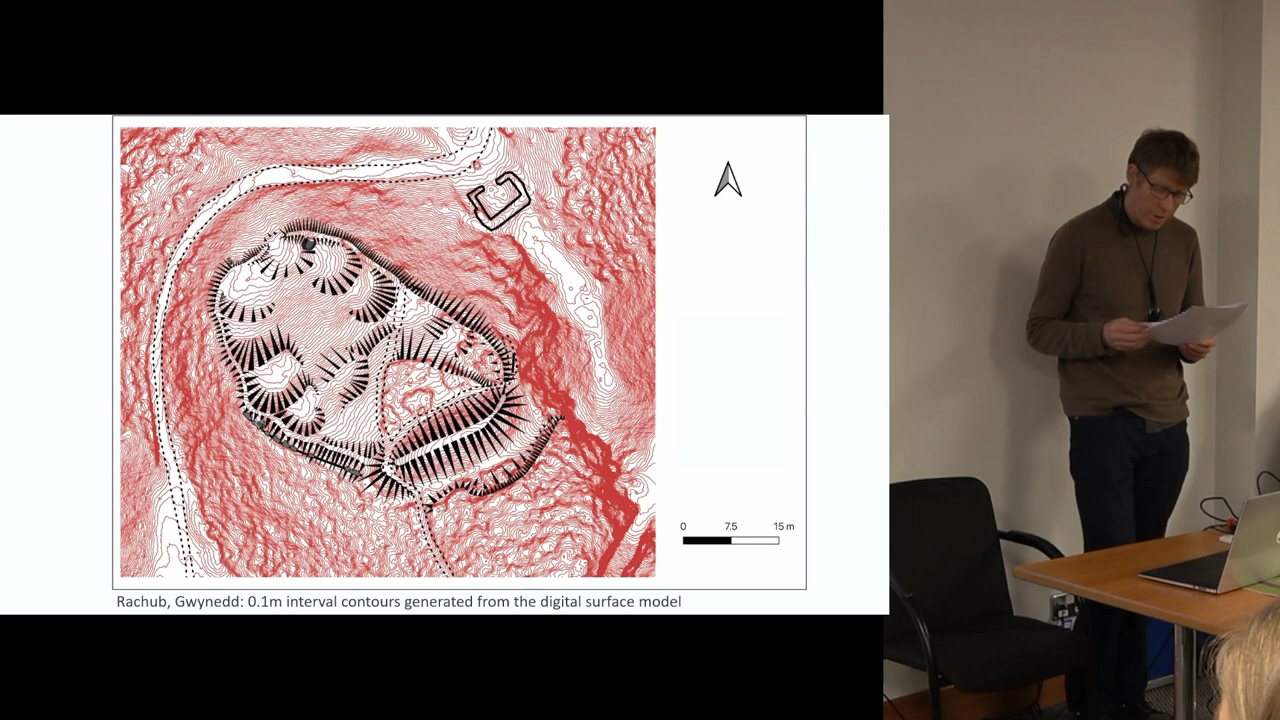 0 7.5 15 m
Rachub, Gwynedd: 0.1m interval contours generated from the digital surface model